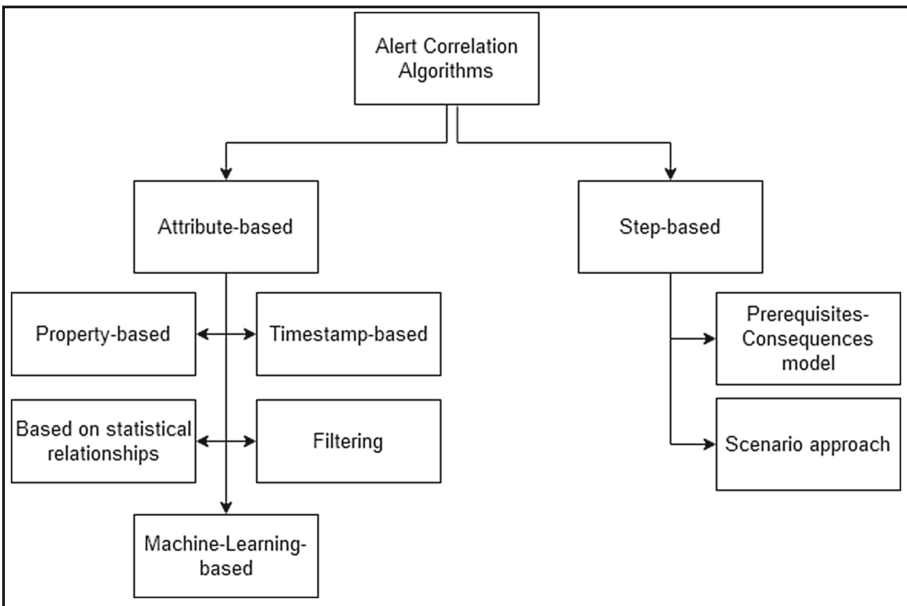 Alert Correlation
Algorithms
Attribute-based
Step-based
Property-based
Timestamp-based
Prerequisites-
Consequences
model
Based on statistical
relationships
Filtering
Scenario approach
Machine-Learning-
based